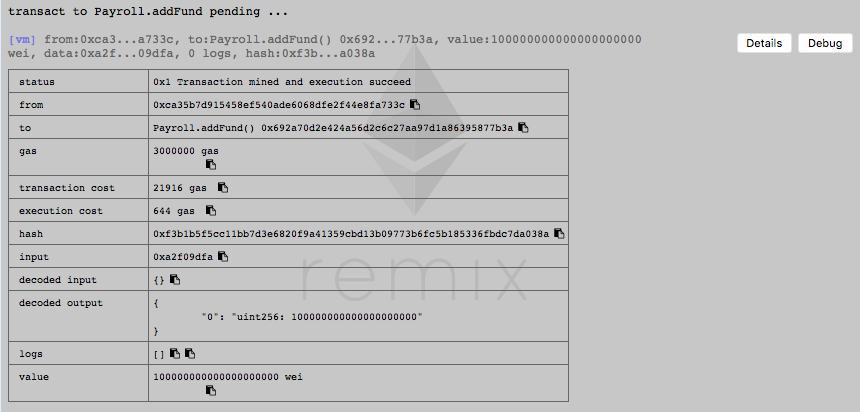 transact to Payroll.addFund pending ...
[vm] from:0xca3...a733c, to:Payroll.addFund() 0x692...77b3a, value:100000000000000000000
wei, data:0xa2f...09dfa, 0 logs, hash:0xf3b...a038a
Details
Debug
status 0x1 Transaction mined and execution succeed
from 0xca35b7d915458ef540ade6068dfe2f44e8fa733c
to Payroll.addFund() 0x692a70d2e424a56d2c6c27aa97d1a86395877b3a
gas 3000000 gas
transaction cost 21916 gas
execution cost 644 gas
hash 0xf3b1b5f5cc11bb7d3e6820f9a41359cbd13b09773b6fc5b185336fbdc7da038a
input 0xa2f09dfa
decoded input {}
decoded output {
"0": "uint256: 100000000000000000000"
}
logs []
value 100000000000000000000 wei
remix